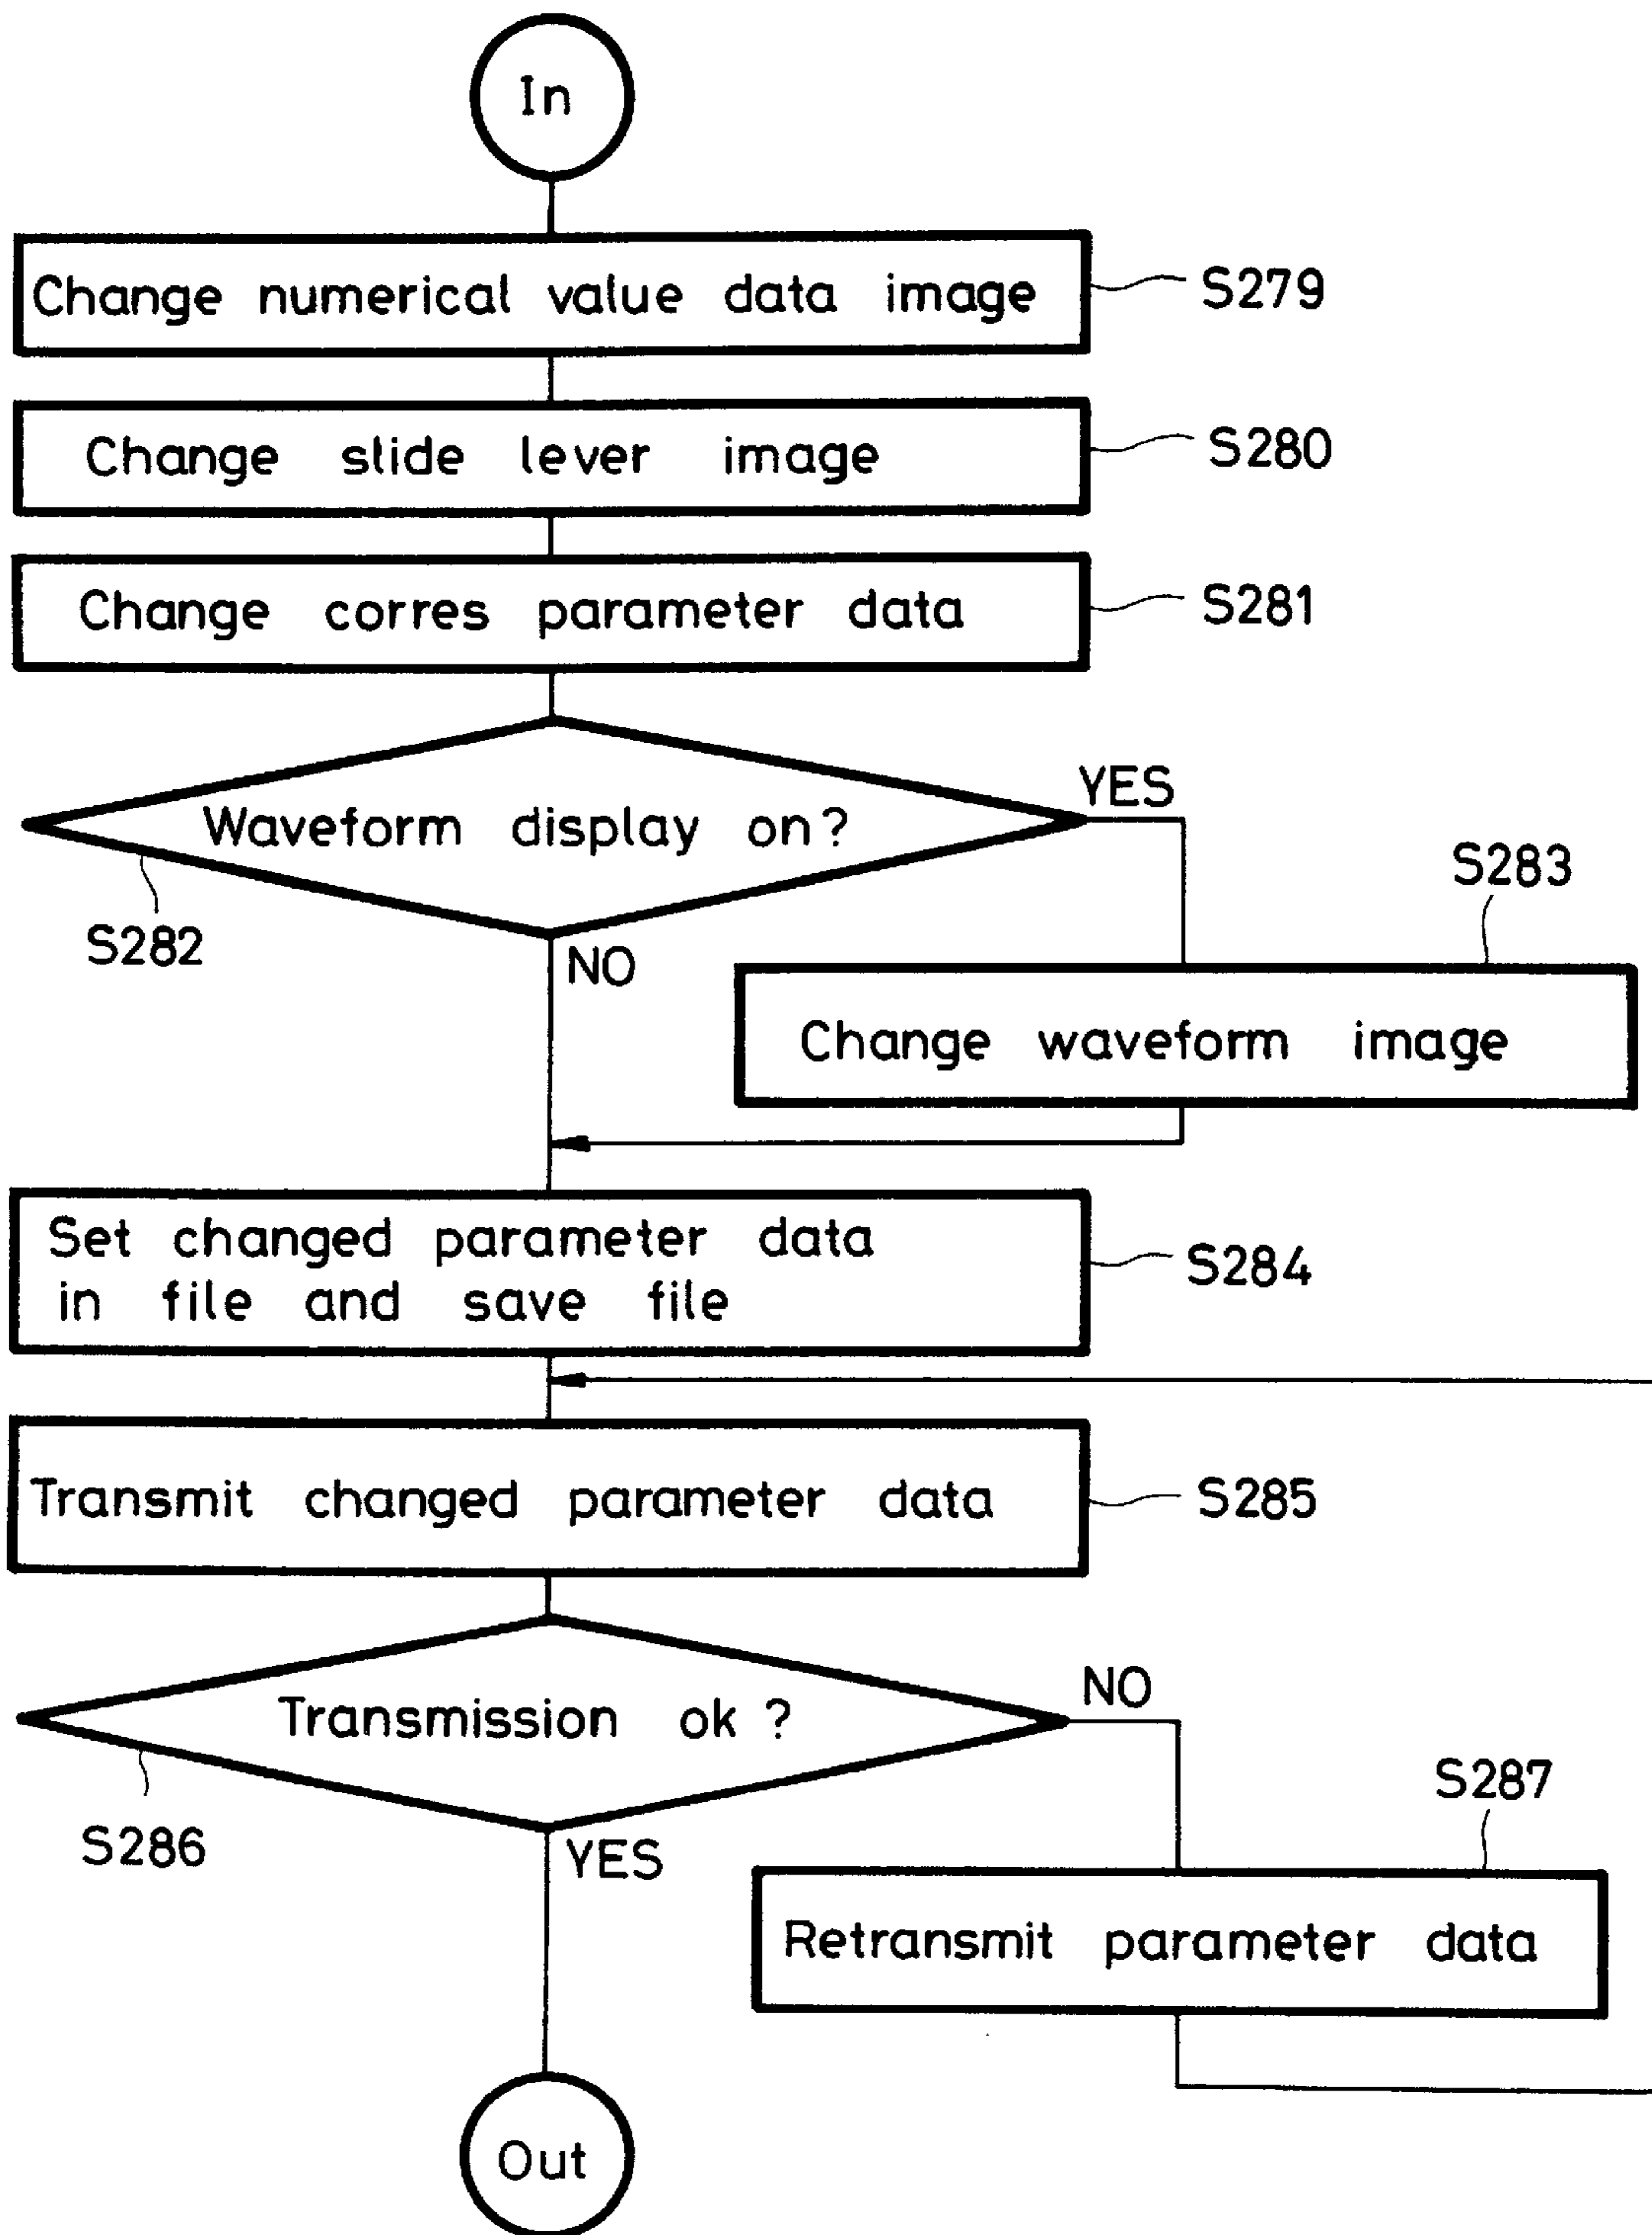 In
Change numerical value data image
S279
Change slide lever image
S280
Change corres parameter data
S281
Waveform display on?
YES
S282
NO
S283
Change waveform image
Set changed parameter data
in file and save file
S284
Transmit changed parameter data
S285
Transmission ok?
NO
S286
YES
S287
Retransmit parameter data
Out